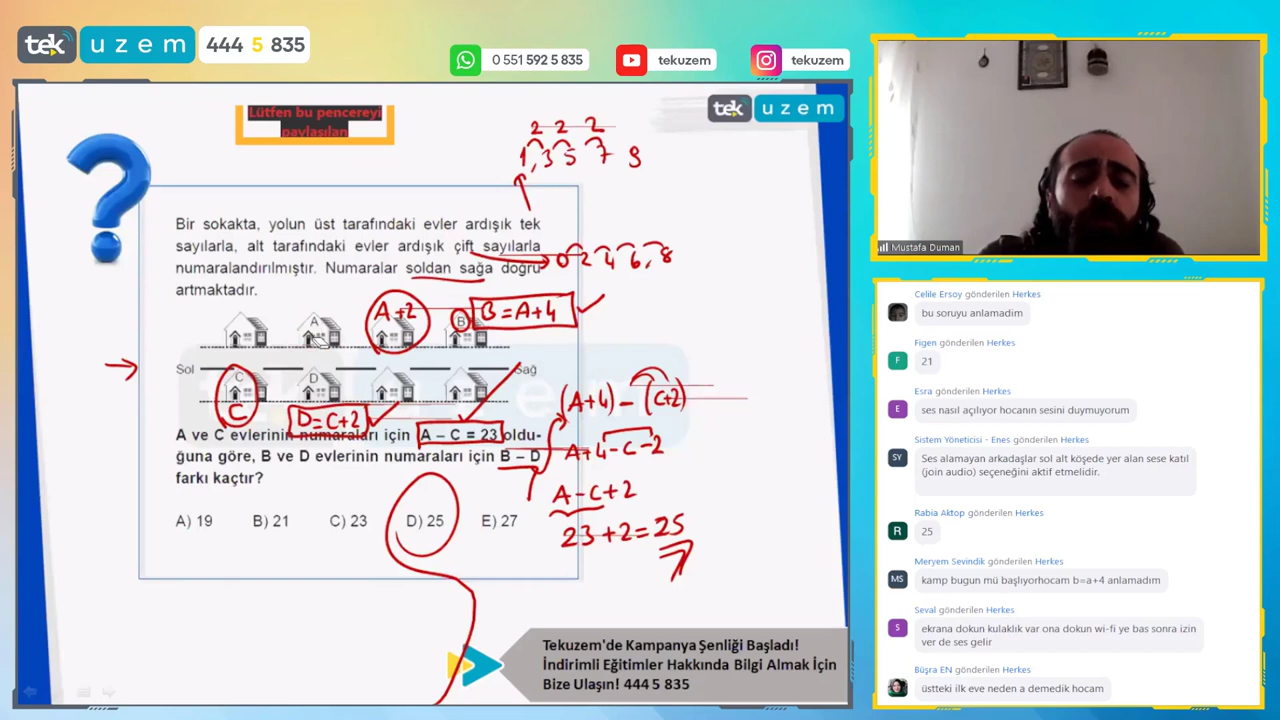 tek uzem 444 5 835
0 551 592 5 835
tekuzem
tekuzem
Lütfen bu pencereyi
paylaşılan
tek uzem
2 2 2
1, 3 5 7 9
Bir sokakta, yolun üst tarafındaki evler ardışık tek
sayılarla, alt tarafındaki evler ardışık çift sayılarla
0 2 4 6, 8
numaralandırılmıştır. Numaralar soldan sağa doğru
artmaktadır.
A
A+2
B
B=A+4
Sol
Sağ
C
D
C
D=C+2
A ve C evlerinin numaraları için A – C = 23 oldu-
ğuna göre, B ve D evlerinin numaraları için B – D
farkı kaçtır?
A) 19 B) 21 C) 23 D) 25 E) 27
(A+4) - (C+2)
A+4-C-2
A-C+2
23+2=25
Tekuzem'de Kampanya Şenliği Başladı!
İndirimli Eğitimler Hakkında Bilgi Almak İçin
Bize Ulaşın! 444 5 835
Mustafa Duman
Celile Ersoy gönderilen Herkes
bu soruyu anlamadım
Figen gönderilen Herkes
F
21
Esra gönderilen Herkes
E
ses nasıl açılıyor hocanın sesini duymuyorum
Sistem Yöneticisi - Enes gönderilen Herkes
SY
Ses alamayan arkadaşlar sol alt köşede yer alan sese katıl
(join audio) seçeneğini aktif etmelidir.
Rabia Aktop gönderilen Herkes
R
25
Meryem Sevindik gönderilen Herkes
MS
kamp bugun mü başlıyorhocam b=a+4 anlamadım
Seval gönderilen Herkes
S
ekrana dokun kulaklık var ona dokun wi-fi ye bas sonra izin
ver de ses gelir
Büşra EN gönderilen Herkes
üstteki ilk eve neden a demedik hocam